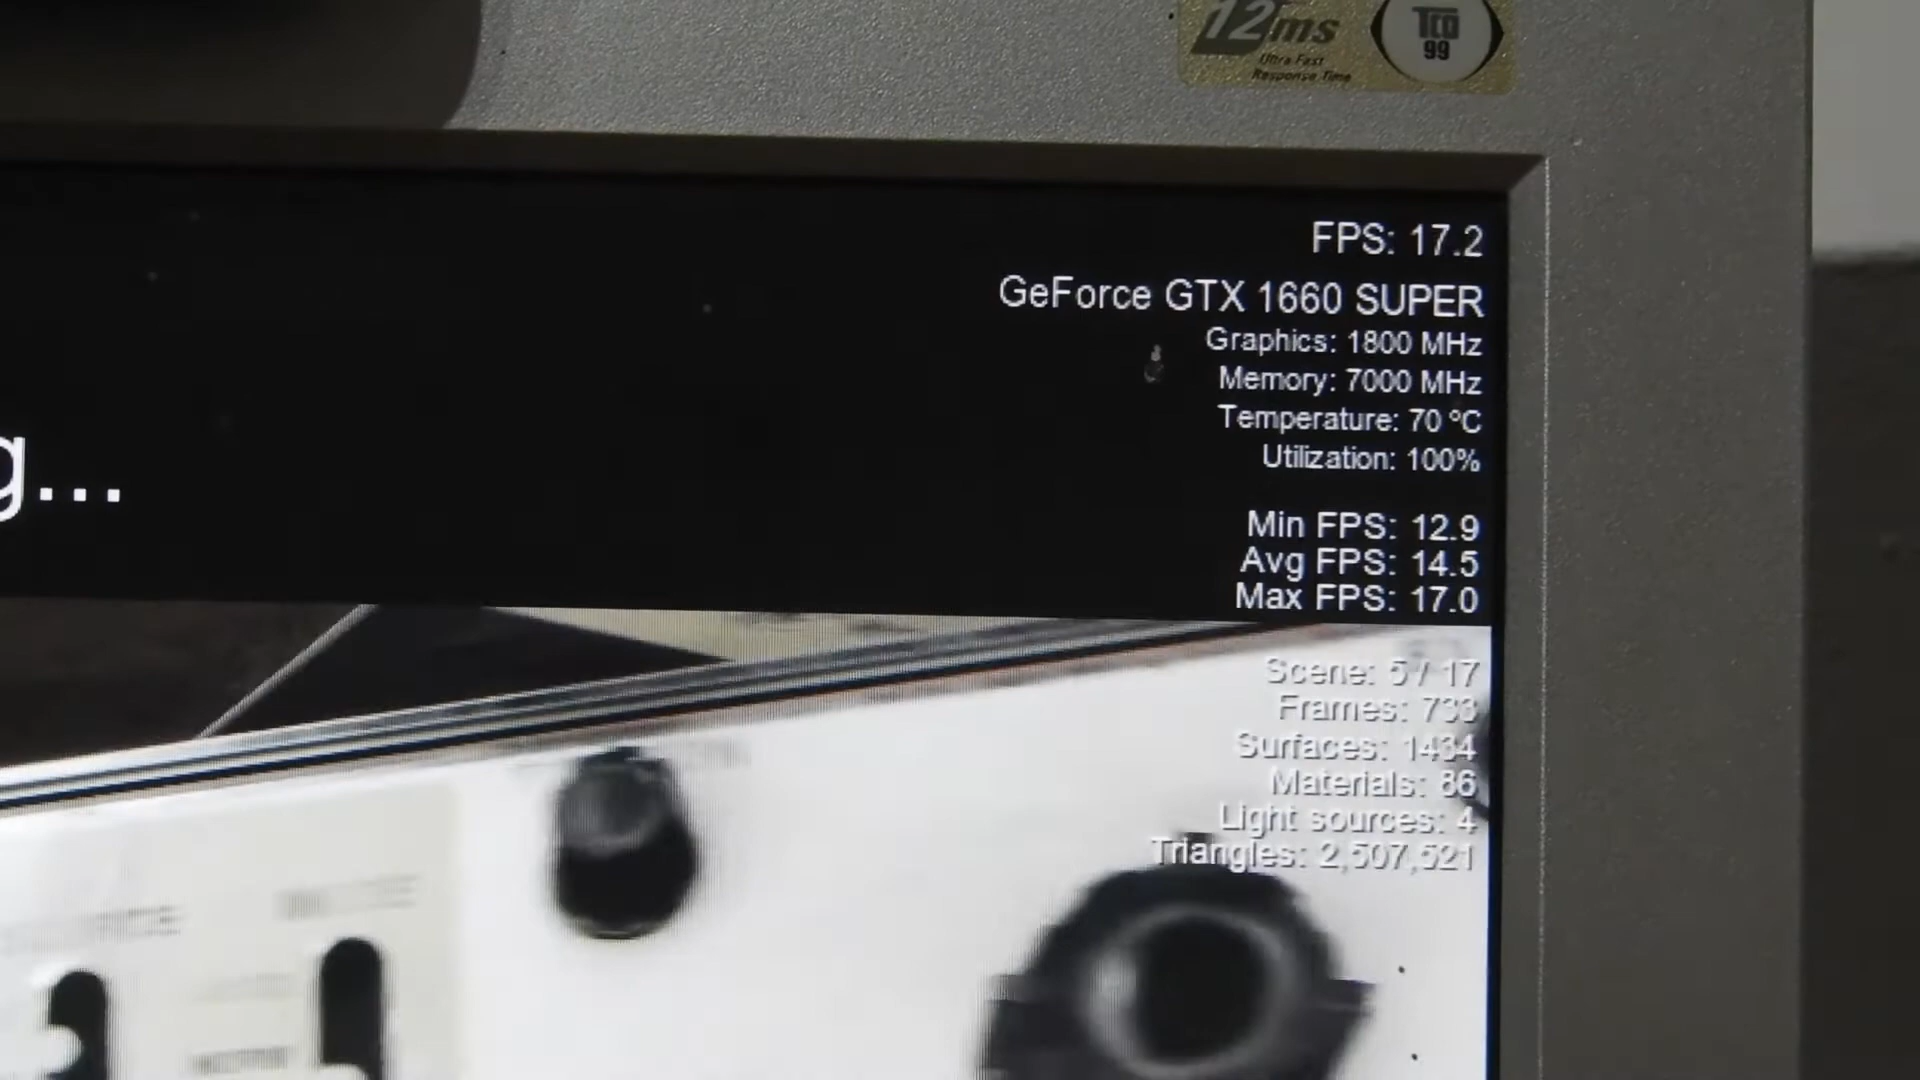 12ms
Ultra Fast
Response Time
TCO
99
FPS: 17.2
GeForce GTX 1660 SUPER
Graphics: 1800 MHz
Memory: 7000 MHz
Temperature: 70 ºC
Utilization: 100%
g...
Min FPS: 12.9
Avg FPS: 14.5
Max FPS: 17.0
Scene: 5 / 17
Frames: 733
Surfaces: 1434
Materials: 86
Light sources: 4
Triangles: 2,507,521